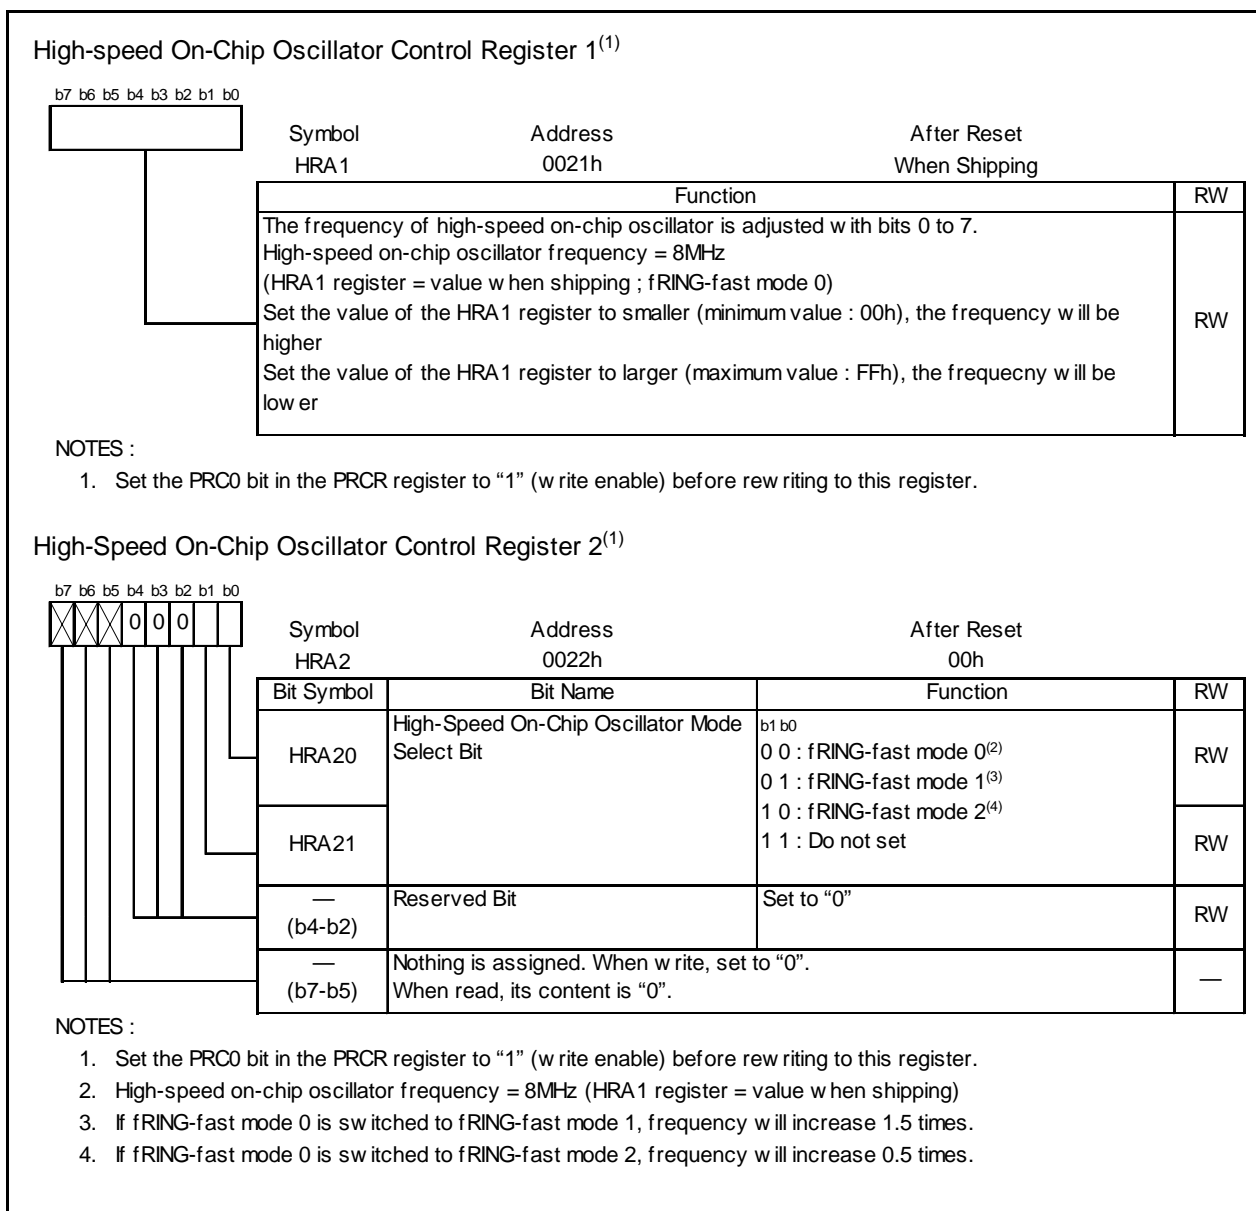 High-speed On-Chip Oscillator Control Register 1(1)
b7 b6 b5 b4 b3 b2 b1 b0
Symbol Address After Reset
HRA1 0021h When Shipping
Function RW
The frequency of high-speed on-chip oscillator is adjusted with bits 0 to 7.
High-speed on-chip oscillator frequency = 8MHz
(HRA1 register = value when shipping ; fRING-fast mode 0)
Set the value of the HRA1 register to smaller (minimum value : 00h), the frequency will be
higher
Set the value of the HRA1 register to larger (maximum value : FFh), the frequecny will be
lower
RW
NOTES :
1. Set the PRC0 bit in the PRCR register to “1” (write enable) before rewriting to this register.
High-Speed On-Chip Oscillator Control Register 2(1)
b7 b6 b5 b4 b3 b2 b1 b0
0 0 0
Symbol Address After Reset
HRA2 0022h 00h
Bit Symbol Bit Name Function RW
HRA20
High-Speed On-Chip Oscillator Mode
Select Bit
b1 b0
0 0 : fRING-fast mode 0(2)
0 1 : fRING-fast mode 1(3)
1 0 : fRING-fast mode 2(4)
1 1 : Do not set
RW
HRA21
RW
—
(b4-b2)
Reserved Bit Set to “0”
RW
—
(b7-b5)
Nothing is assigned. When write, set to “0”.
When read, its content is “0”.
—
NOTES :
1. Set the PRC0 bit in the PRCR register to “1” (write enable) before rewriting to this register.
2. High-speed on-chip oscillator frequency = 8MHz (HRA1 register = value when shipping)
3. If fRING-fast mode 0 is switched to fRING-fast mode 1, frequency will increase 1.5 times.
4. If fRING-fast mode 0 is switched to fRING-fast mode 2, frequency will increase 0.5 times.